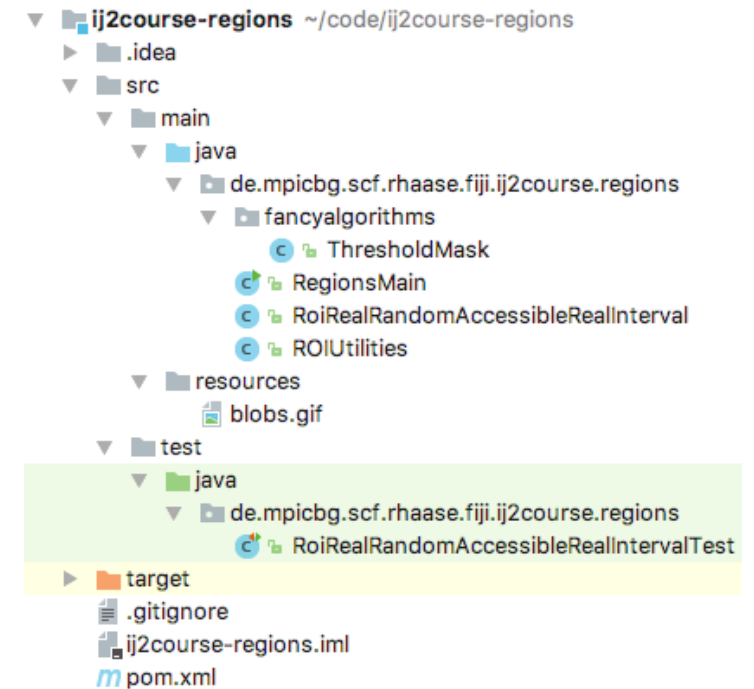 ij2course-regions ~/code/ij2course-regions
.idea
src
main
java
de.mpicbg.scf.rhaase.fiji.ij2course.regions
fancyalgorithms
C ThresholdMask
C RegionsMain
C RoiRealRandomAccessibleRealInterval
C ROIUtilities
resources
blobs.gif
test
java
de.mpicbg.scf.rhaase.fiji.ij2course.regions
C RoiRealRandomAccessibleRealIntervalTest
target
.gitignore
ij2course-regions.iml
m pom.xml